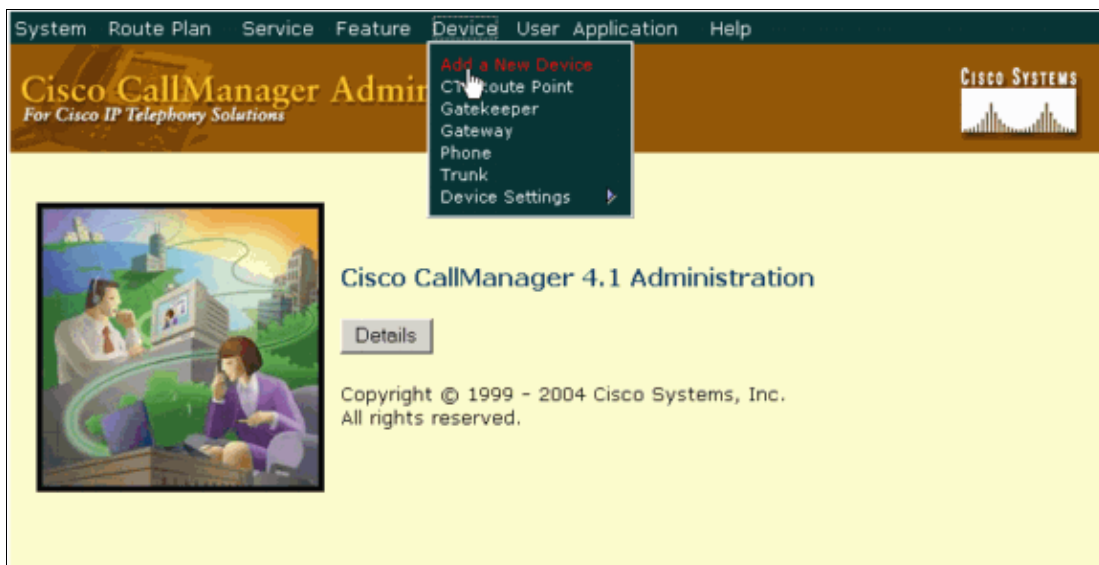 System Route Plan Service Feature Device User Application Help
Cisco CallManager Admin
For Cisco IP Telephony Solutions
CISCO SYSTEMS
Add a New Device
Route Point
Gatekeeper
Gateway
Phone
Trunk
Device Settings
Cisco CallManager 4.1 Administration
Details
Copyright © 1999 - 2004 Cisco Systems, Inc.
All rights reserved.